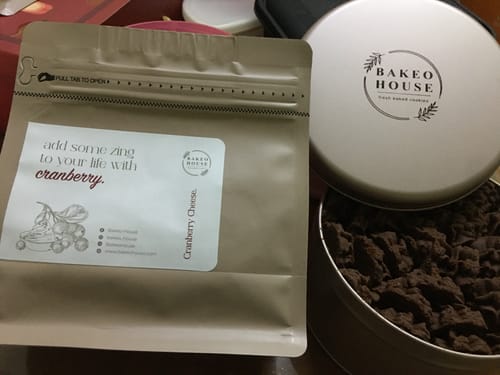 PULL TAB TO OPEN
add some zing
to your life with
cranberry.
BAKEO
HOUSE
Cranberry Cheese.
BAKEO
HOUSE
fresh baked cookies